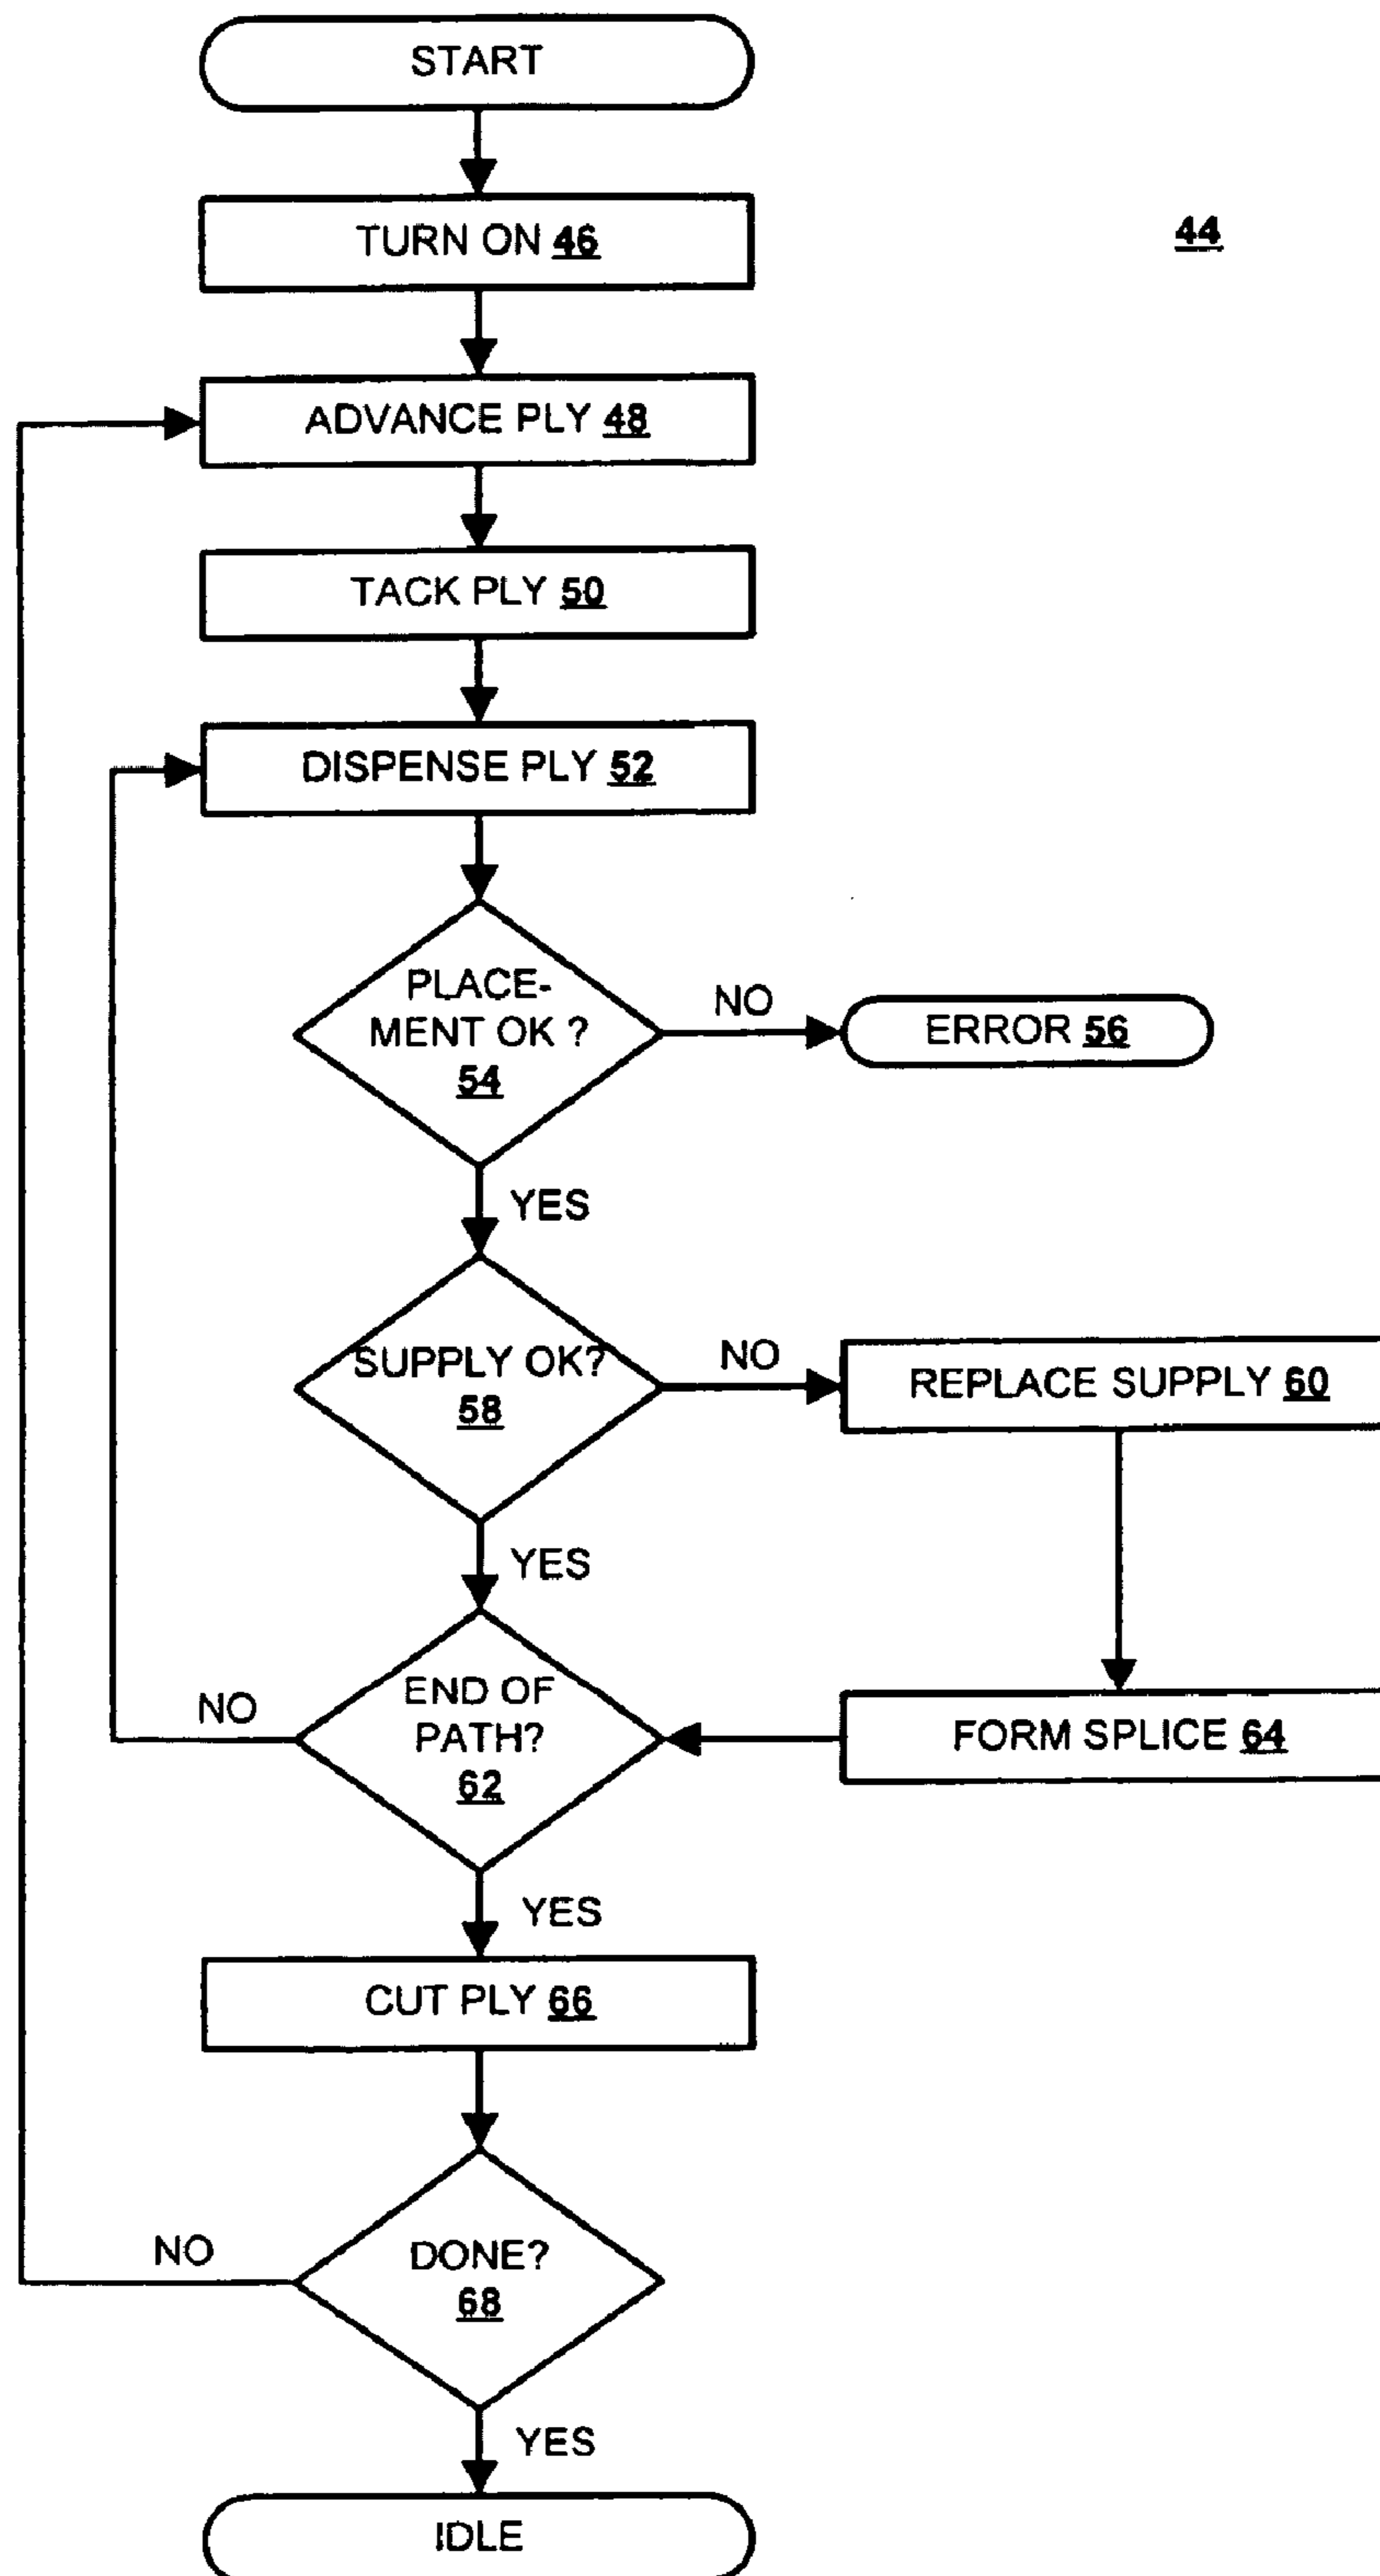 START
TURN ON 46
44
ADVANCE PLY 48
TACK PLY 50
DISPENSE PLY 52
PLACE-
MENT OK ?
54
NO
ERROR 56
YES
SUPPLY OK?
58
NO
REPLACE SUPPLY 60
YES
END OF
PATH?
62
NO
FORM SPLICE 64
YES
CUT PLY 66
DONE?
68
NO
YES
IDLE